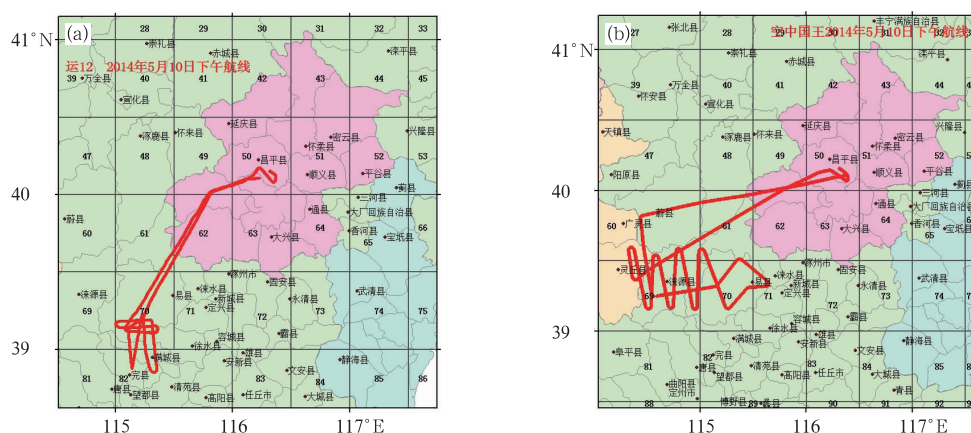 41°N
(a)
崇礼县
赤城县
31
30
29
28
27
滦平县
运12 2014年5月10日下午航线
39
万全县
40
41
42
43
44
45
宣化县
延庆县
密云县
兴隆县
涿鹿县
怀来县
怀柔县
47
48
49
50
51
52
53
昌平县
顺义县
平谷县
蓟县
40
三河县
蔚县
通县
大厂回族自治县
香河县
60
61
62
63
64
65
66
大兴县
宝坻县
涿州市
固安县
涞源县
易县
涞水县
新城县
定兴县
永清县
武清县
69
70
71
72
73
74
75
容城县
霸县
39
满城县
徐水县
雄县
安新县
静海县
文安县
81
82
完县
83
84
85
86
唐县
望都县
清苑县
高阳县
任丘市
大城县
115
116
117°E
(b)
张北县
丰宁满族自治县
空中国王2014年5月10日下午航线
41
27
28
29
30
31
32
崇礼县
赤城县
滦平县
39
万全县
40
41
42
43
44
怀安县
宣化县
天镇县
延庆县
兴隆县
涿鹿县
怀来县
密云县
怀柔县
47
48
49
50
51
52
昌平县
阳原县
顺义县
平谷县
40
三河县
蓟县
蔚县
通县
大厂回族自治县
广灵县
香河县
60
61
62
63
64
65
大兴县
宝坻县
灵丘县
涿州市
固安县
涞源县
易县
涞水县
新城县
定兴县
永清县
武清县
69
70
71
72
73
74
容城县
霸县
39
满城县
徐水县
雄县
安新县
静海县
阜平县
完县
文安县
81
82
83
84
85
唐县
望都县
清苑县
高阳县
任丘市
大城县
曲阳县
定州市
青县
博野县
蠡县
88
89
90
91
92
115
116
117°E